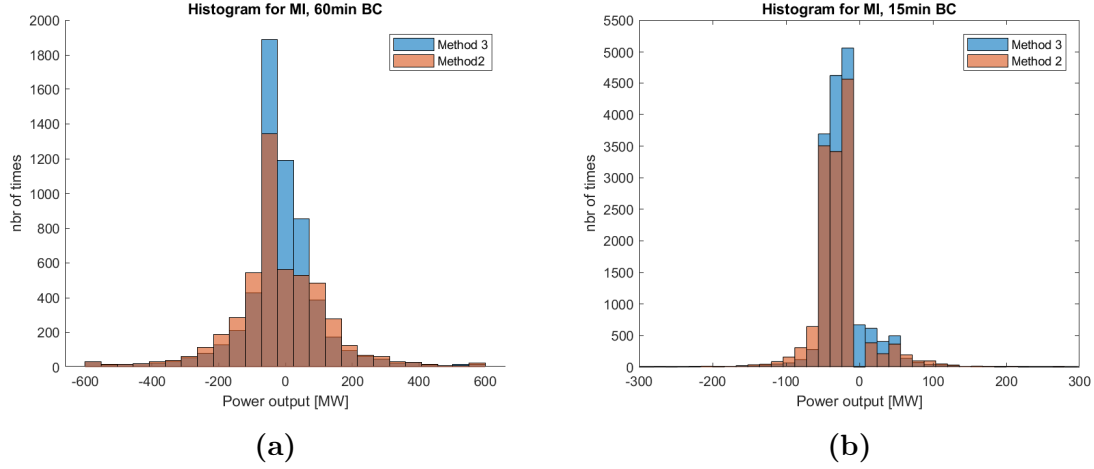 Histogram for MI, 60min BC
2000
1800
1600
1400
1200
1000
800
600
400
200
0
nbr of times
Method 3
Method2
-600 -400 -200 0 200 400 600
Power output [MW]
(a)
Histogram for MI, 15min BC
5500
5000
4500
4000
3500
3000
2500
2000
1500
1000
500
0
nbr of times
Method 3
Method 2
-300 -200 -100 0 100 200 300
Power output [MW]
(b)